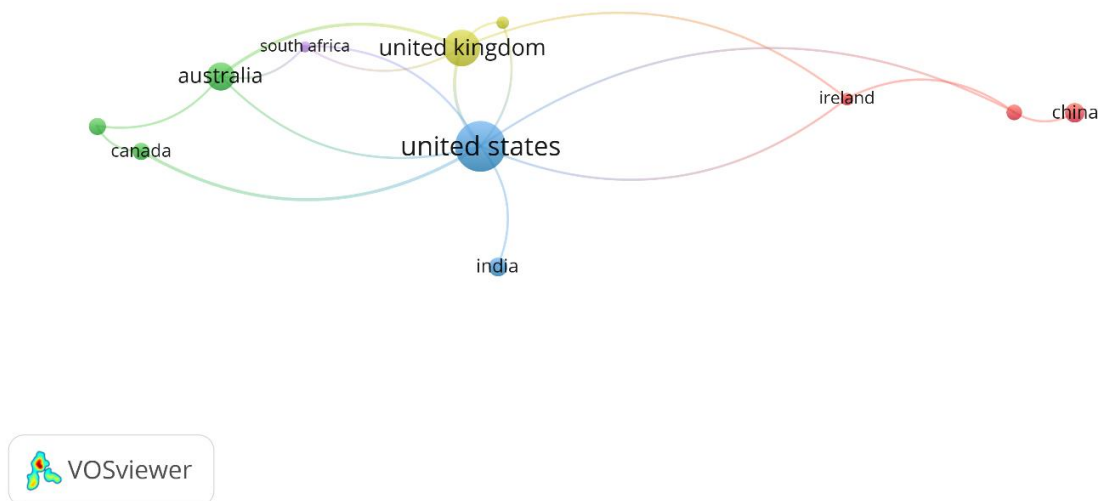 south africa
united kingdom
australia
ireland
china
canada
united states
india
VOSviewer